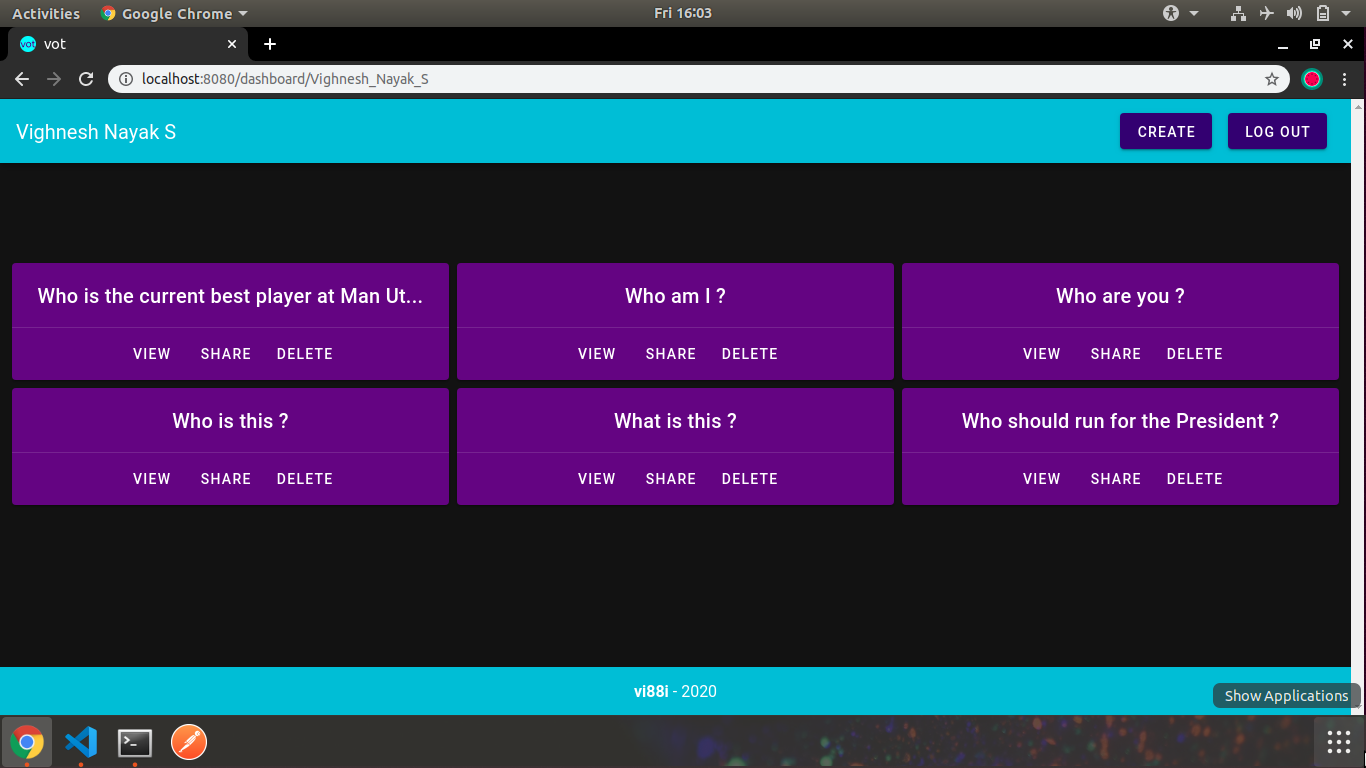 Activities Google Chrome Fri 16:03
vot vot
localhost:8080/dashboard/Vighnesh_Nayak_S
Vighnesh Nayak S CREATE LOG OUT
Who is the current best player at Man Ut... Who am I ? Who are you ?
VIEW SHARE DELETE VIEW SHARE DELETE VIEW SHARE DELETE
Who is this ? What is this ? Who should run for the President ?
VIEW SHARE DELETE VIEW SHARE DELETE VIEW SHARE DELETE
vi88i - 2020
Show Applications